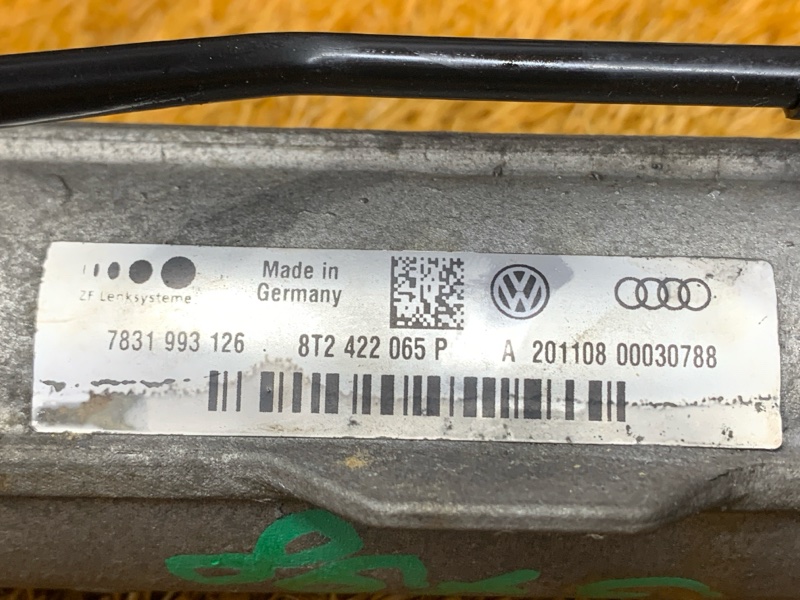 ZF Lenksysteme
Made in
Germany
7831 993 126 8T2 422 065 P A 201108 00030788